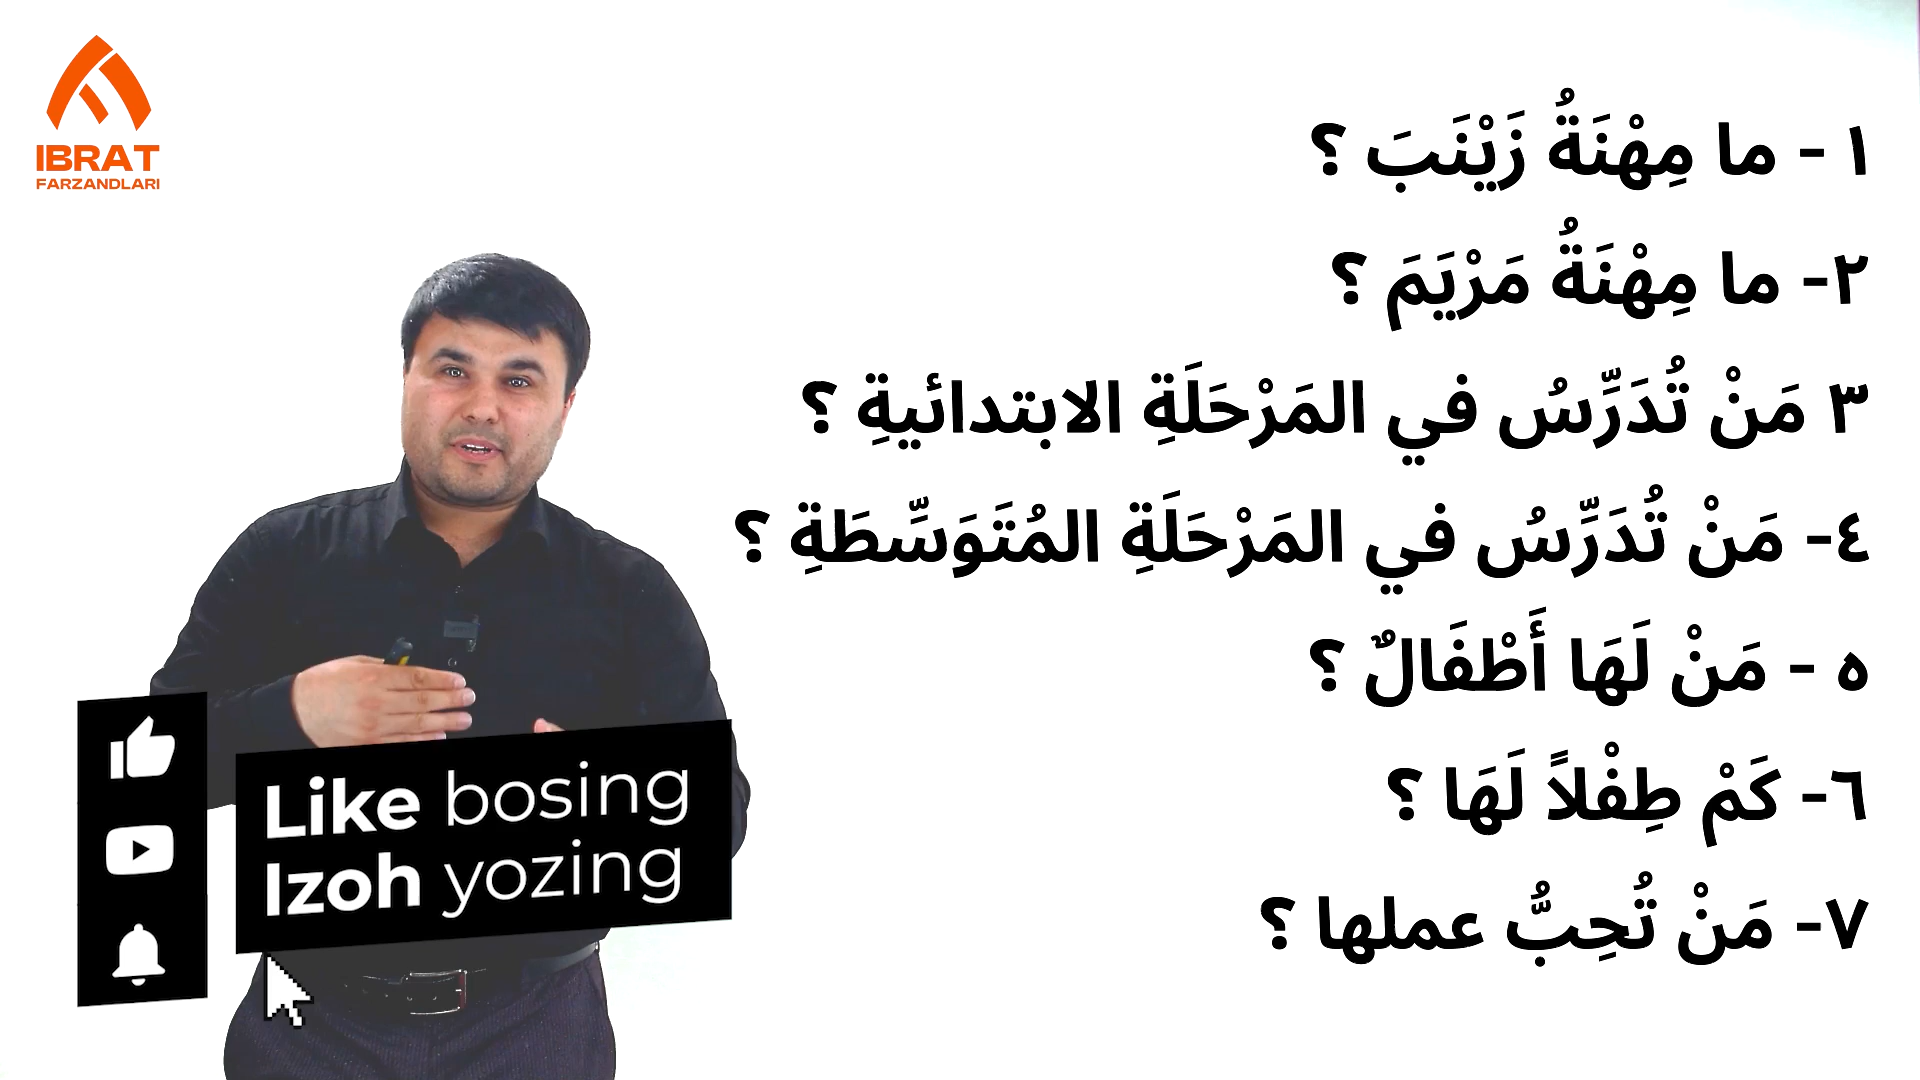 IBRAT
FARZANDLARI
١ - ما مِهْنَةُ زَيْنَبَ ؟
٢- ما مِهْنَةُ مَرْيَمَ ؟
٣ مَنْ تُدَرِّسُ في المَرْحَلَةِ الابتدائيةِ ؟
٤- مَنْ تُدَرِّسُ في المَرْحَلَةِ المُتَوَسِّطَةِ ؟
٥ - مَنْ لَهَا أَطْفَالٌ ؟
٦- كَمْ طِفْلاً لَهَا ؟
٧- مَنْ تُحِبُّ عملها ؟
Like bosing
Izoh yozing